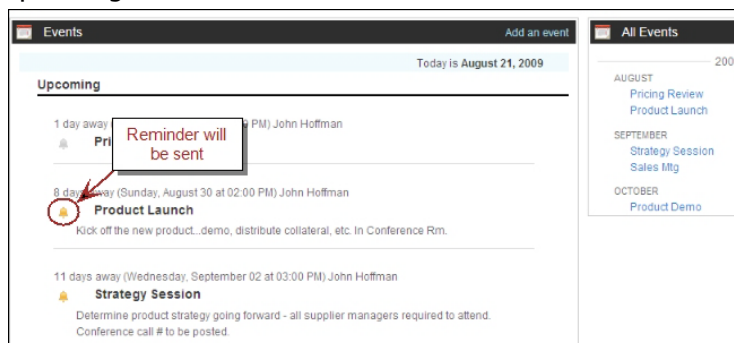 Events
Add an event
Today is August 21, 2009
Upcoming
1 day away
PM) John Hoffman
Pri
Reminder will
be sent
8 days away (Sunday, August 30 at 02:00 PM) John Hoffman
Product Launch
Kick off the new product...demo, distribute collateral, etc. In Conference Rm.
11 days away (Wednesday, September 02 at 03:00 PM) John Hoffman
Strategy Session
Determine product strategy going forward - all supplier managers required to attend.
Conference call # to be posted.
All Events
200
AUGUST
Pricing Review
Product Launch
SEPTEMBER
Strategy Session
Sales Mtg
OCTOBER
Product Demo